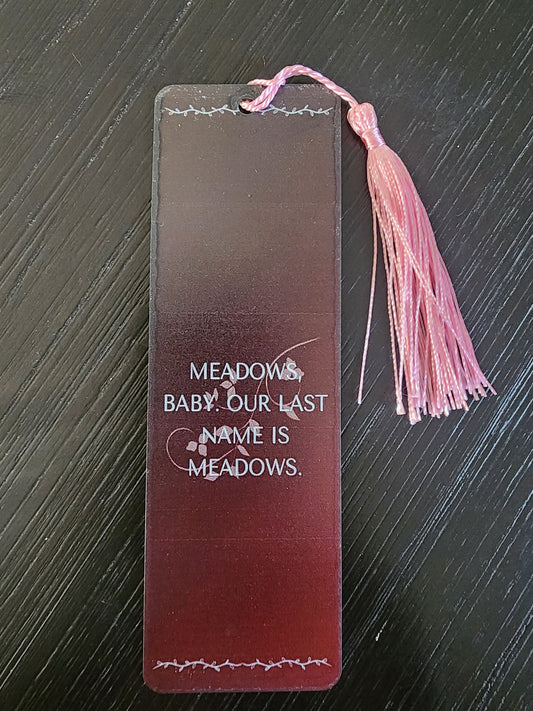 MEADOWS,
BABY. OUR LAST
NAME IS
MEADOWS.